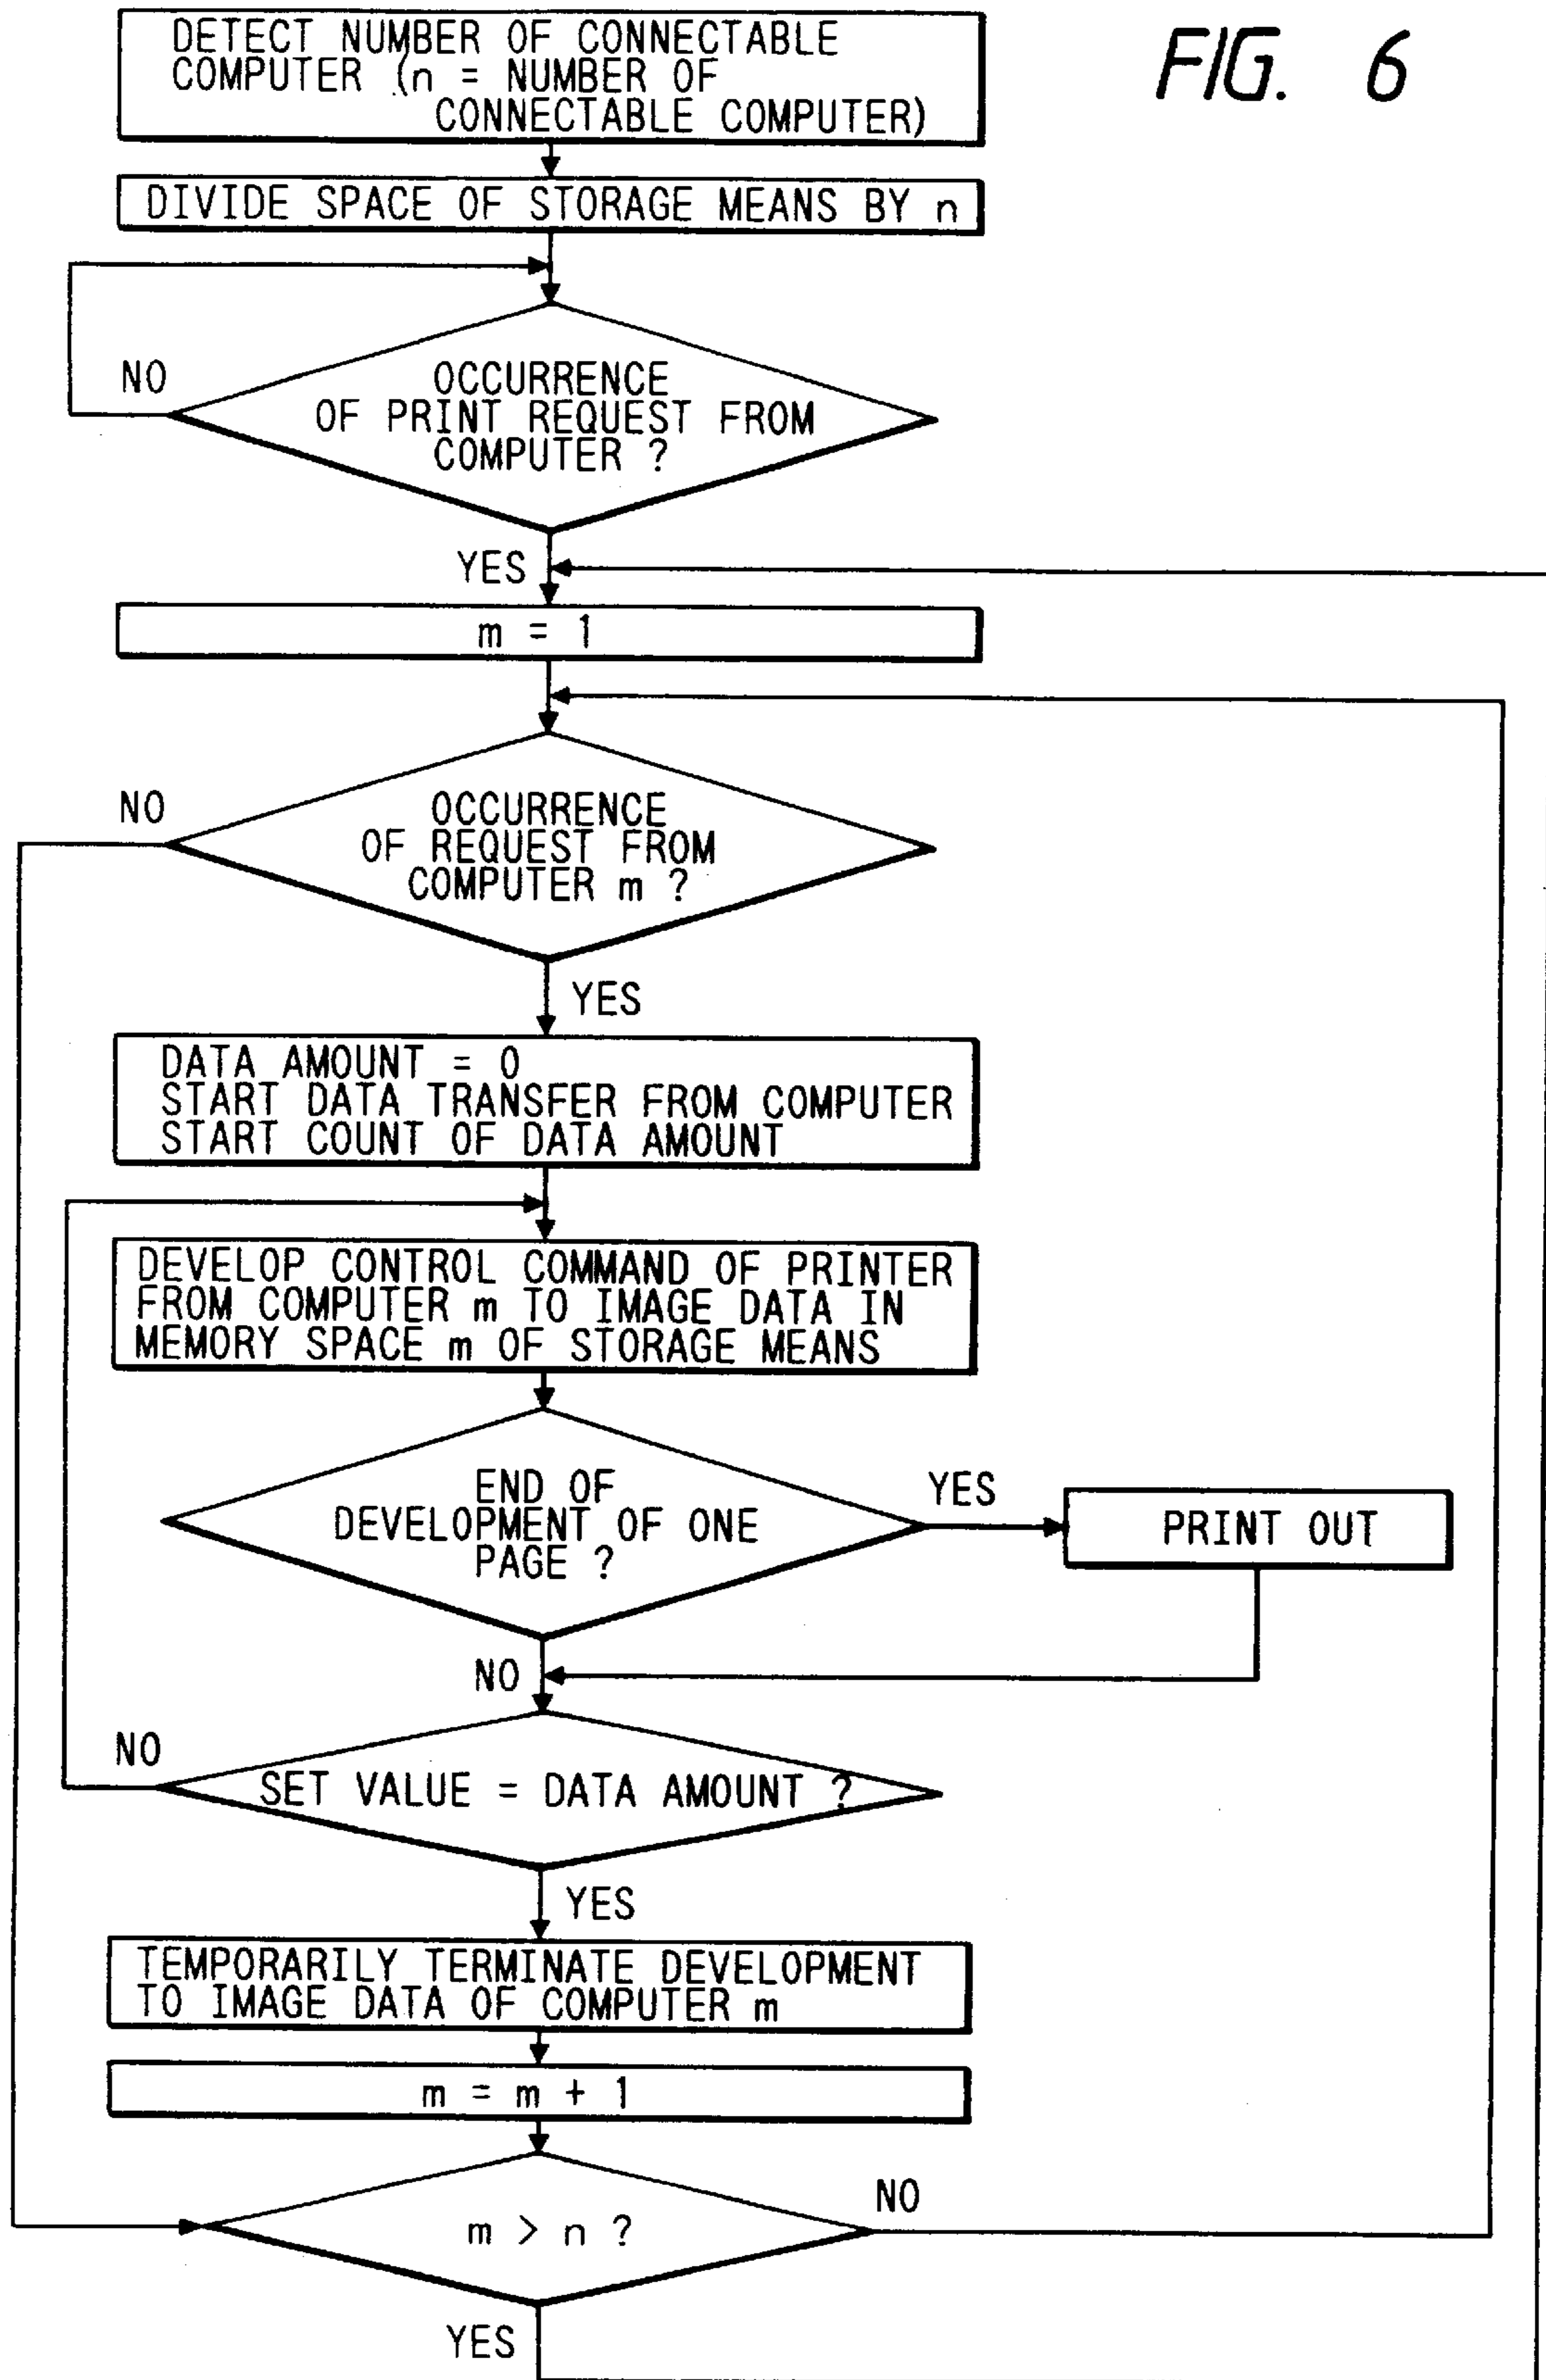 FIG. 6
DETECT NUMBER OF CONNECTABLE
COMPUTER (n = NUMBER OF
CONNECTABLE COMPUTER)
DIVIDE SPACE OF STORAGE MEANS BY n
NO
OCCURRENCE
OF PRINT REQUEST FROM
COMPUTER ?
YES
m = 1
NO
OCCURRENCE
OF REQUEST FROM
COMPUTER m ?
YES
DATA AMOUNT = 0
START DATA TRANSFER FROM COMPUTER
START COUNT OF DATA AMOUNT
DEVELOP CONTROL COMMAND OF PRINTER
FROM COMPUTER m TO IMAGE DATA IN
MEMORY SPACE m OF STORAGE MEANS
END OF
DEVELOPMENT OF ONE
PAGE ?
YES
PRINT OUT
NO
NO
SET VALUE = DATA AMOUNT ?
YES
TEMPORARILY TERMINATE DEVELOPMENT
TO IMAGE DATA OF COMPUTER m
m = m + 1
m > n ?
NO
YES